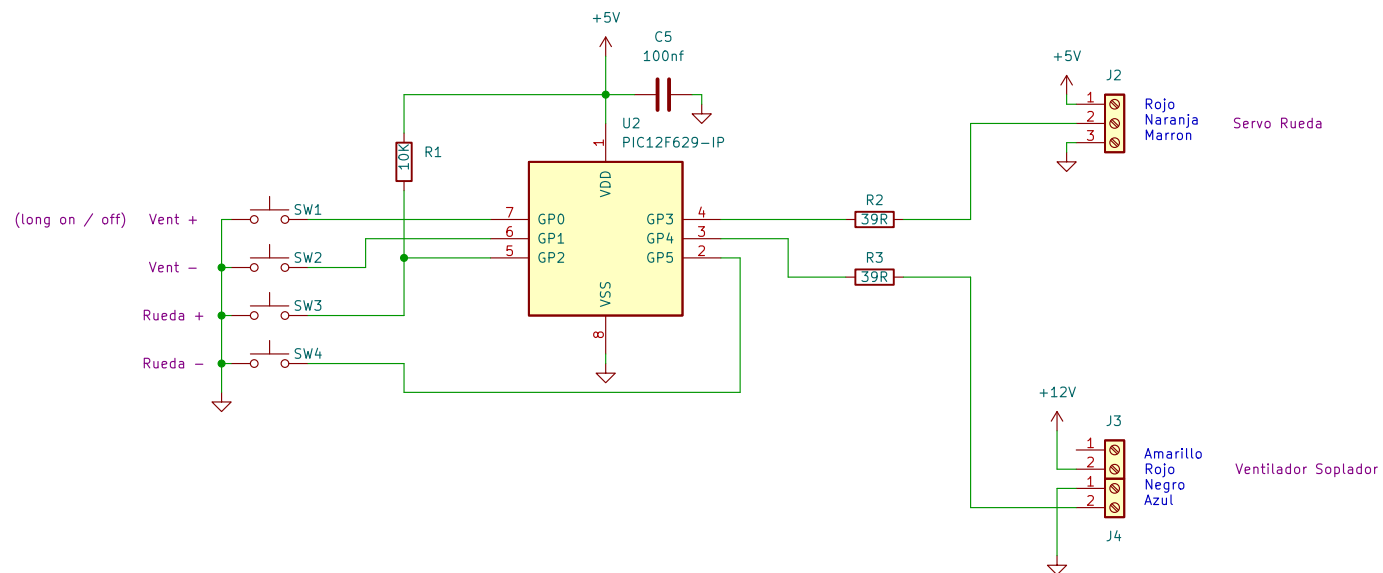 +5V
C5
100nf
+5V
J2
U2
PIC12F629-IP
1
VDD
10K
R1
1 Rojo
2 Naranja
3 Marron
Servo Rueda
(long on / off) Vent +
SW1
7 GP0
GP3 4
R2
39R
Vent -
SW2
6 GP1
GP4 3
5 GP2
GP5 2
R3
39R
Rueda +
SW3
VSS
8
Rueda -
SW4
+12V
J3
1 Amarillo
2 Rojo
1 Negro
2 Azul
Ventilador Soplador
J4